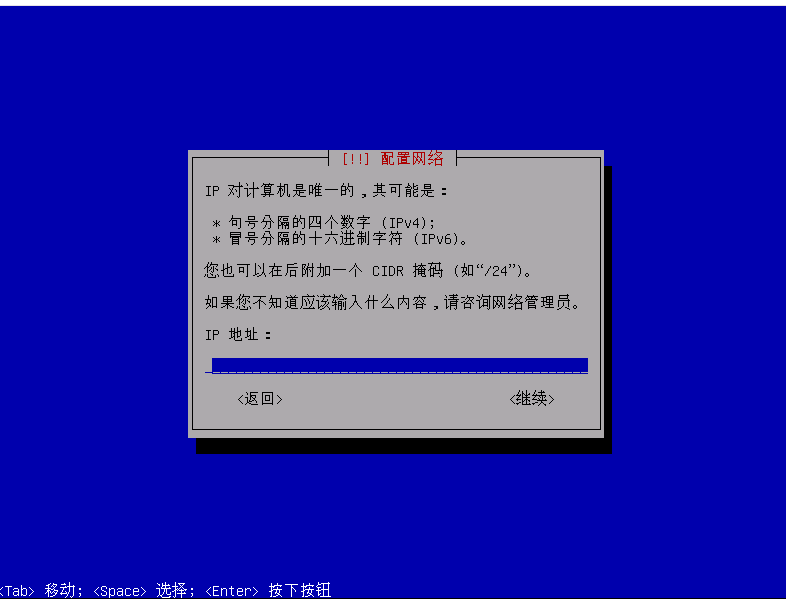 [!!] 配置网络
IP 对计算机是唯一的，其可能是：
* 句号分隔的四个数字 (IPv4);
* 冒号分隔的十六进制字符 (IPv6)。
您也可以在后附加一个 CIDR 掩码 (如“/24”)。
如果您不知道应该输入什么内容，请咨询网络管理员。
IP 地址：
<返回> <继续>
<Tab> 移动; <Space> 选择; <Enter> 按下按钮